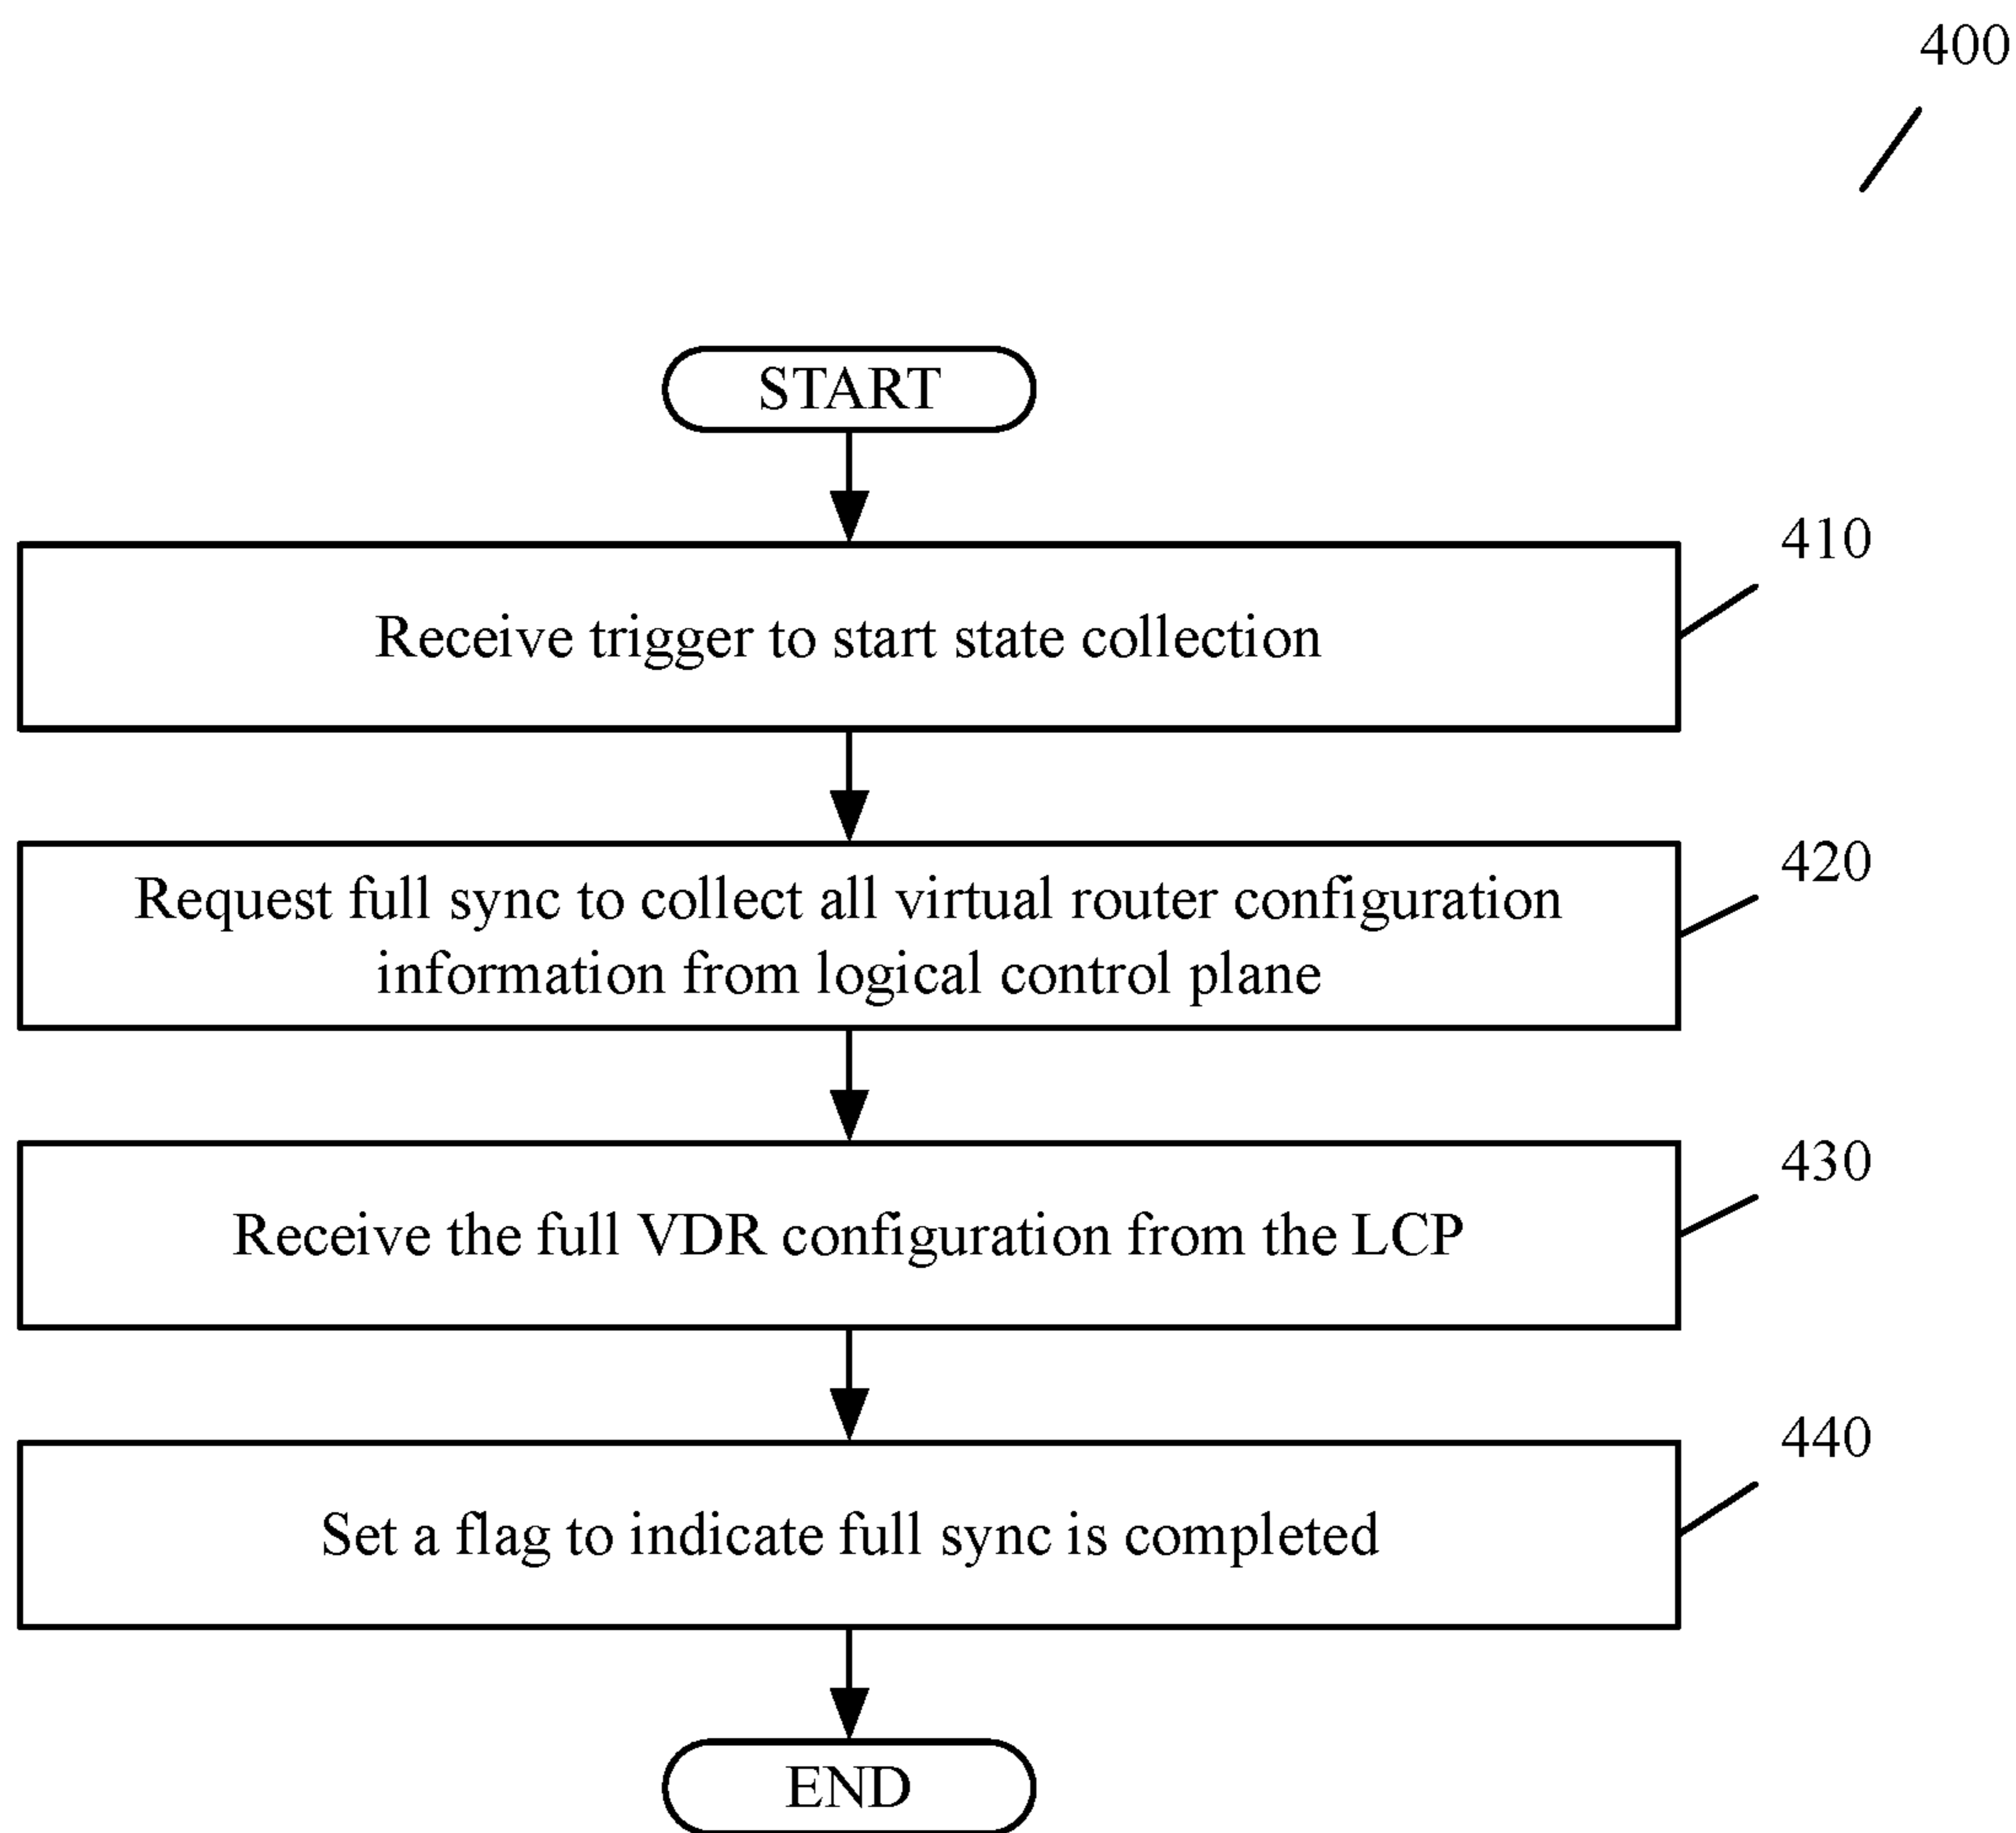 400
START
410
Receive trigger to start state collection
420
Request full sync to collect all virtual router configuration
information from logical control plane
430
Receive the full VDR configuration from the LCP
440
Set a flag to indicate full sync is completed
END